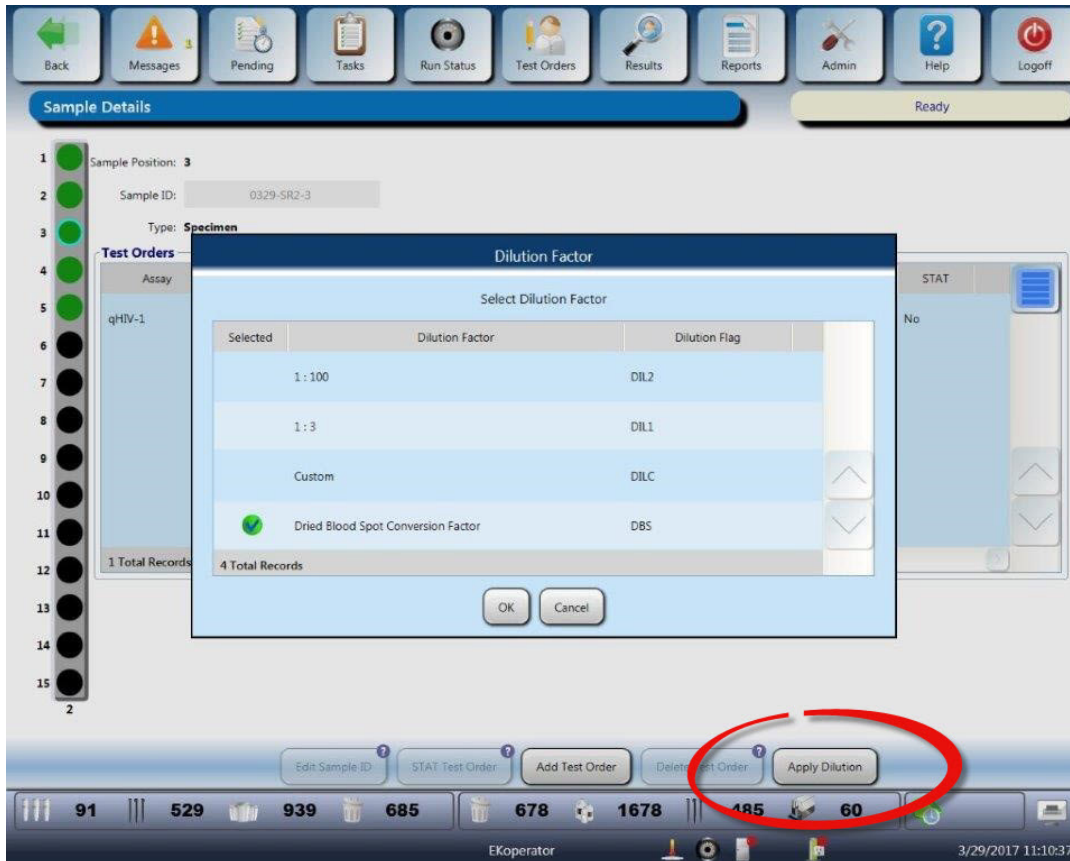 Back Messages 3 Pending Tasks Run Status Test Orders Results Reports Admin ? Help Logoff
Sample Details Ready
1 Sample Position: 3
2 Sample ID: 0329-SR2-3
3 Type: Specimen
Dilution Factor
4 Test Orders
Assay STAT
Select Dilution Factor
5 qHIV-1 No
Selected Dilution Factor Dilution Flag
6
7 1 : 100 DIL2
8 1 : 3 DIL1
9
10 Custom DILC
11 Dried Blood Spot Conversion Factor DBS
12 1 Total Records 4 Total Records
13 OK Cancel
14
15
2
Edit Sample ID ? STAT Test Order ? Add Test Order Delete Test Order ? Apply Dilution
91 529 939 685 678 1678 485 60
EKoperator 3/29/2017 11:10:37